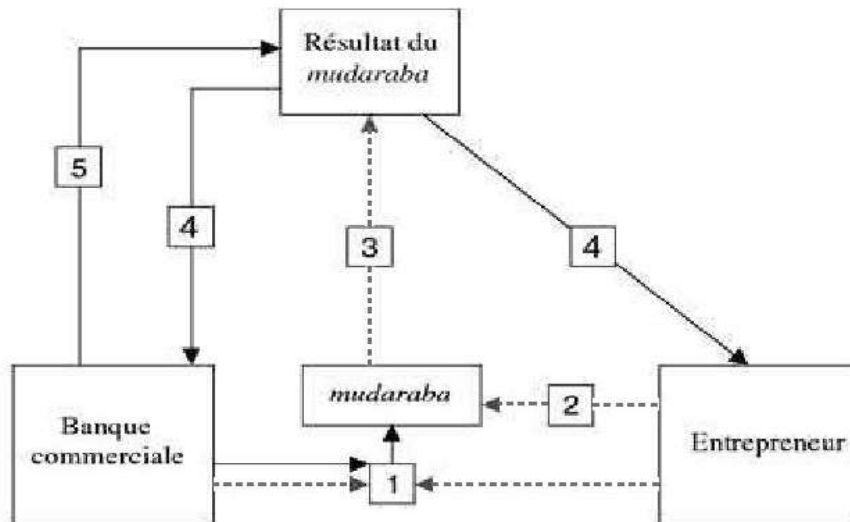 Résultat du
mudaraba
5
4
3
4
mudaraba
2
Banque
commerciale
Entrepreneur
1